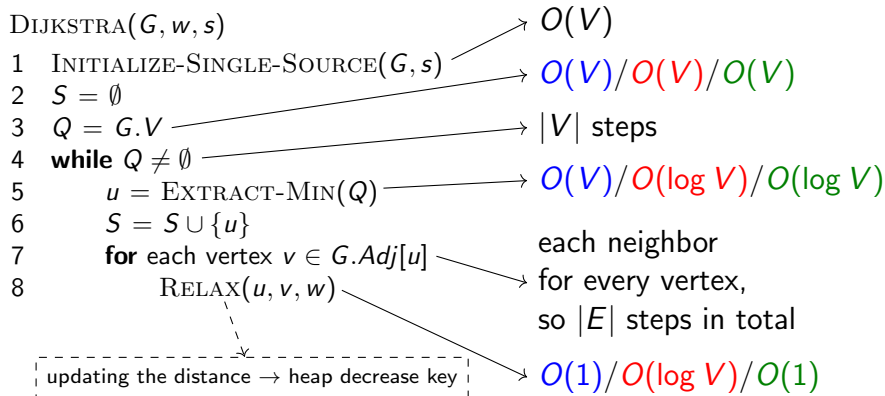 DIJKSTRA(G, w, s)
1 INITIALIZE-SINGLE-SOURCE(G, s)
2 S = ∅
3 Q = G.V
4 while Q ≠ ∅
5 u = EXTRACT-MIN(Q)
6 S = S ∪ {u}
7 for each vertex v ∈ G.Adj[u]
8 RELAX(u, v, w)
updating the distance → heap decrease key
O(V)
O(V)/O(V)/O(V)
|V| steps
O(V)/O(log V)/O(log V)
each neighbor
for every vertex,
so |E| steps in total
O(1)/O(log V)/O(1)